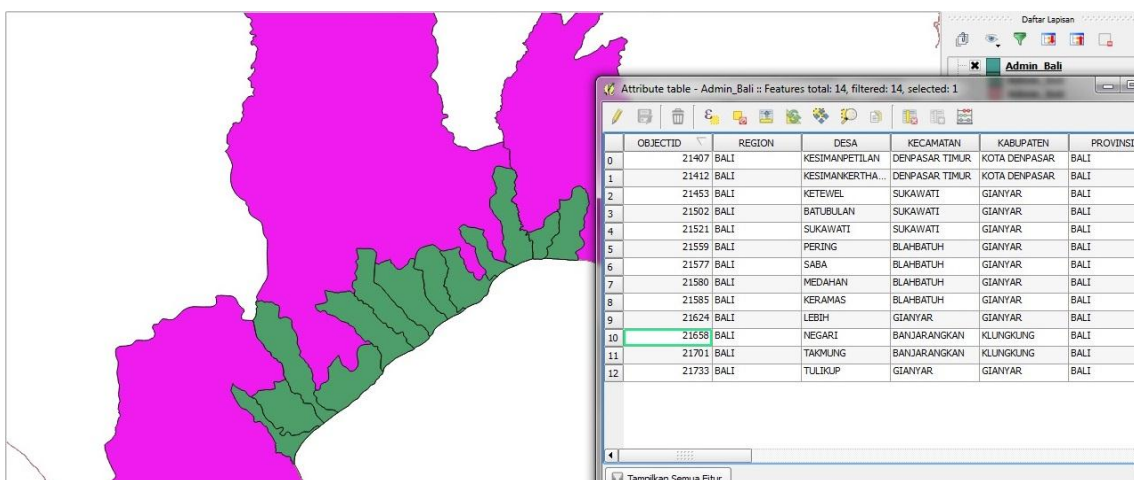 Daftar Lapisan
Admin_Bali
Attribute table - Admin_Bali :: Features total: 14, filtered: 14, selected: 1
OBJECTID REGION DESA KECAMATAN KABUPATEN PROVINSI
0 21407 BALI KESIMANPETILAN DENPASAR TIMUR KOTA DENPASAR BALI
1 21412 BALI KESIMANKERTHA... DENPASAR TIMUR KOTA DENPASAR BALI
2 21453 BALI KETEWEL SUKAWATI GIANYAR BALI
3 21502 BALI BATUBULAN SUKAWATI GIANYAR BALI
4 21521 BALI SUKAWATI SUKAWATI GIANYAR BALI
5 21559 BALI PERING BLAHBATUH GIANYAR BALI
6 21577 BALI SABA BLAHBATUH GIANYAR BALI
7 21580 BALI MEDAHAN BLAHBATUH GIANYAR BALI
8 21585 BALI KERAMAS BLAHBATUH GIANYAR BALI
9 21624 BALI LEBIH GIANYAR GIANYAR BALI
10 21658 BALI NEGARI BANJARANGKAN KLUNGKUNG BALI
11 21701 BALI TAKMUNG BANJARANGKAN KLUNGKUNG BALI
12 21733 BALI TULIKUP GIANYAR GIANYAR BALI
Tampilkan Semua Fitur